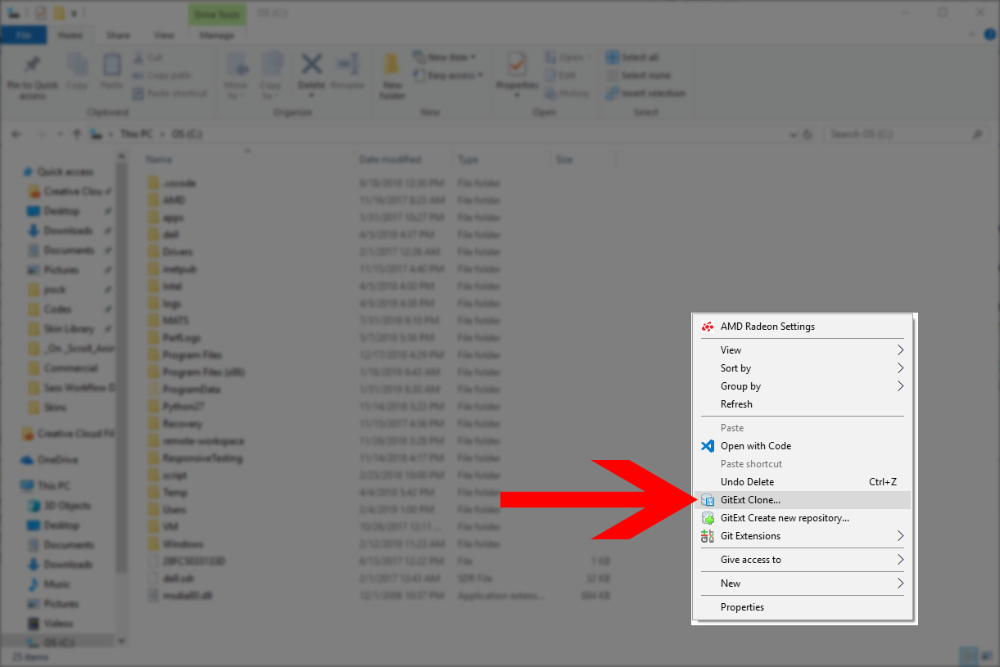 Drive Tools OS (C:)
File Home Share View Manage
Pin to Quick access
Copy
Paste
Cut
Copy path
Paste shortcut
Move to
Copy to
Delete
Rename
New folder
New item
Easy access
Properties
Open
Edit
History
Select all
Select none
Invert selection
Clipboard Organize New Open Select
This PC › OS (C:)
Search OS (C:)
Name Date modified Type Size
Quick access
Creative Clou
Desktop
Downloads
Documents
Pictures
jrock
Codes
Skin Library
_On _Scroll_Anir
Commercial
Sass Workflow D
Skins
Creative Cloud Fil
OneDrive
This PC
3D Objects
Desktop
Documents
Downloads
Music
Pictures
Videos
OS (C:)
.vscode 9/18/2018 12:30 PM File folder
AMD 11/16/2017 8:23 AM File folder
apps 1/31/2017 10:27 PM File folder
dell 4/5/2018 4:37 PM File folder
Drivers 2/1/2017 12:26 AM File folder
inetpub 11/15/2017 4:40 PM File folder
Intel 4/5/2018 4:50 PM File folder
logs 4/5/2018 4:38 PM File folder
MATS 7/31/2018 9:10 PM File folder
PerfLogs 5/7/2018 5:36 PM File folder
Program Files 12/17/2018 4:29 PM File folder
Program Files (x86) 1/16/2019 8:43 AM File folder
ProgramData 1/31/2019 8:30 AM File folder
Python27 11/14/2018 3:23 PM File folder
Recovery 11/15/2017 4:56 PM File folder
remote-workspace 11/26/2018 3:28 PM File folder
ResponsiveTesting 11/14/2018 4:17 PM File folder
script 2/23/2018 10:00 PM File folder
Temp 4/4/2018 5:42 PM File folder
Users 2/4/2019 1:00 PM File folder
VM 10/26/2017 12:11 ... File folder
Windows 2/12/2019 11:23 AM File folder
6/13/2017 12:22 PM File 1 KB
dell.sdr 2/1/2017 12:43 AM SDR File 32 KB
msdia80.dll 12/1/2006 10:37 PM Application extens... 884 KB
25 items
AMD Radeon Settings
View
Sort by
Group by
Refresh
Paste
Open with Code
Paste shortcut
Undo Delete Ctrl+Z
GitExt Clone...
GitExt Create new repository...
Git Extensions
Give access to
New
Properties